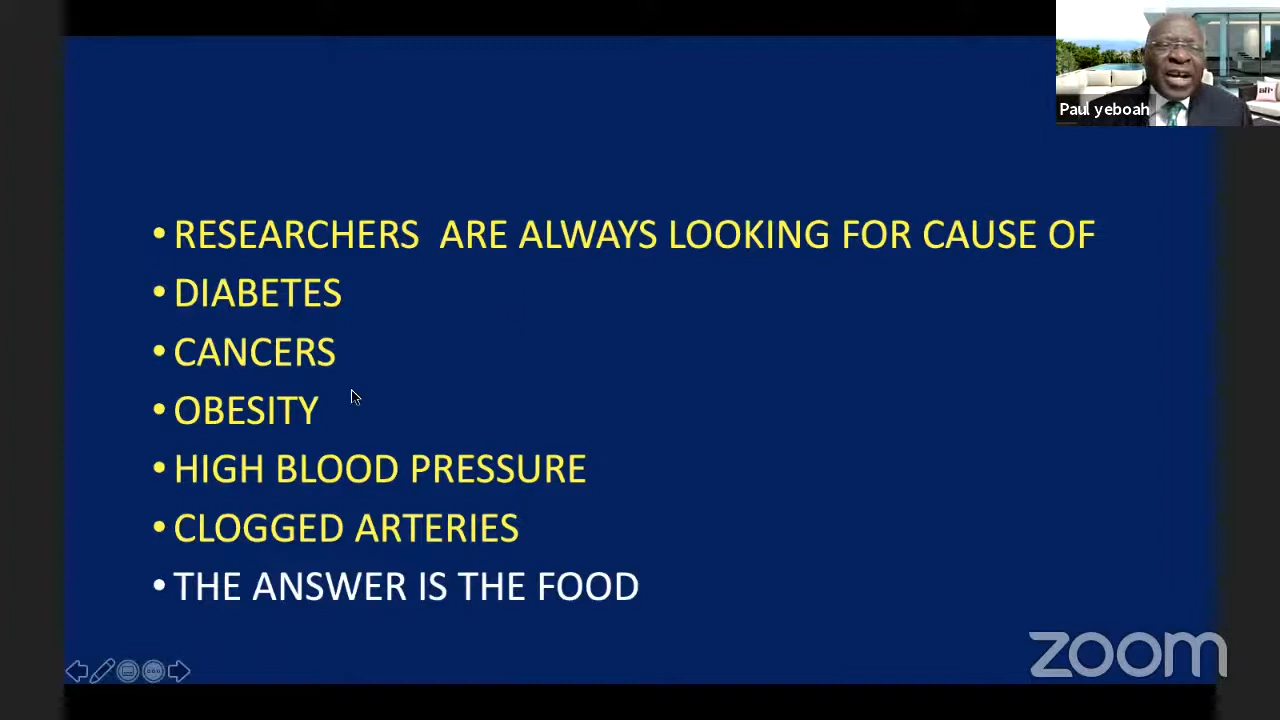 Paul yeboah
• RESEARCHERS  ARE ALWAYS LOOKING FOR CAUSE OF
• DIABETES
• CANCERS
• OBESITY
• HIGH BLOOD PRESSURE
• CLOGGED ARTERIES
• THE ANSWER IS THE FOOD
zoom